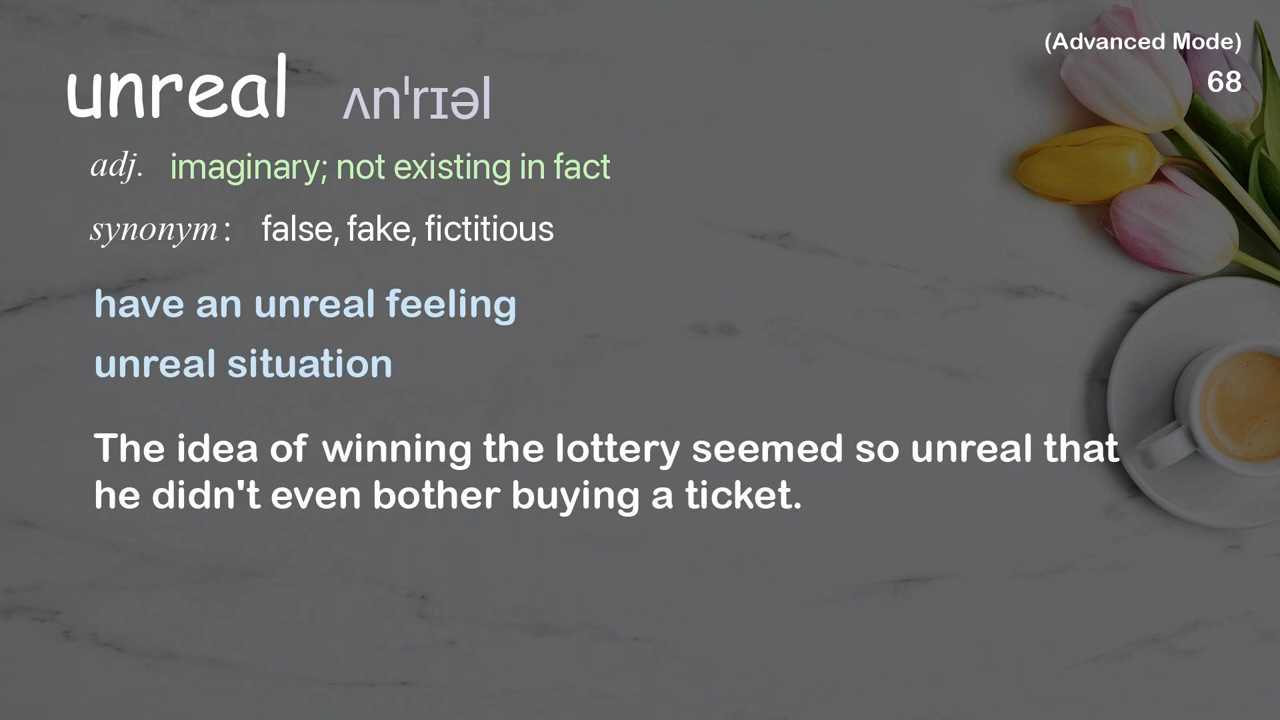 (Advanced Mode)
68
unreal ʌnˈrɪəl
adj. imaginary; not existing in fact
synonym: false, fake, fictitious
have an unreal feeling
unreal situation
The idea of winning the lottery seemed so unreal that
he didn't even bother buying a ticket.